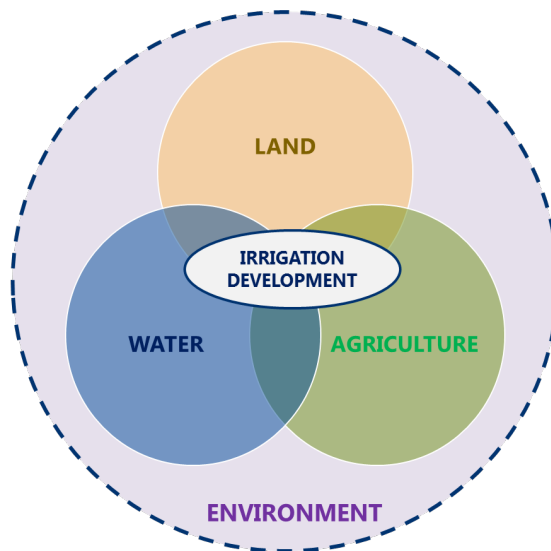 LAND
IRRIGATION
DEVELOPMENT
WATER
AGRICULTURE
ENVIRONMENT